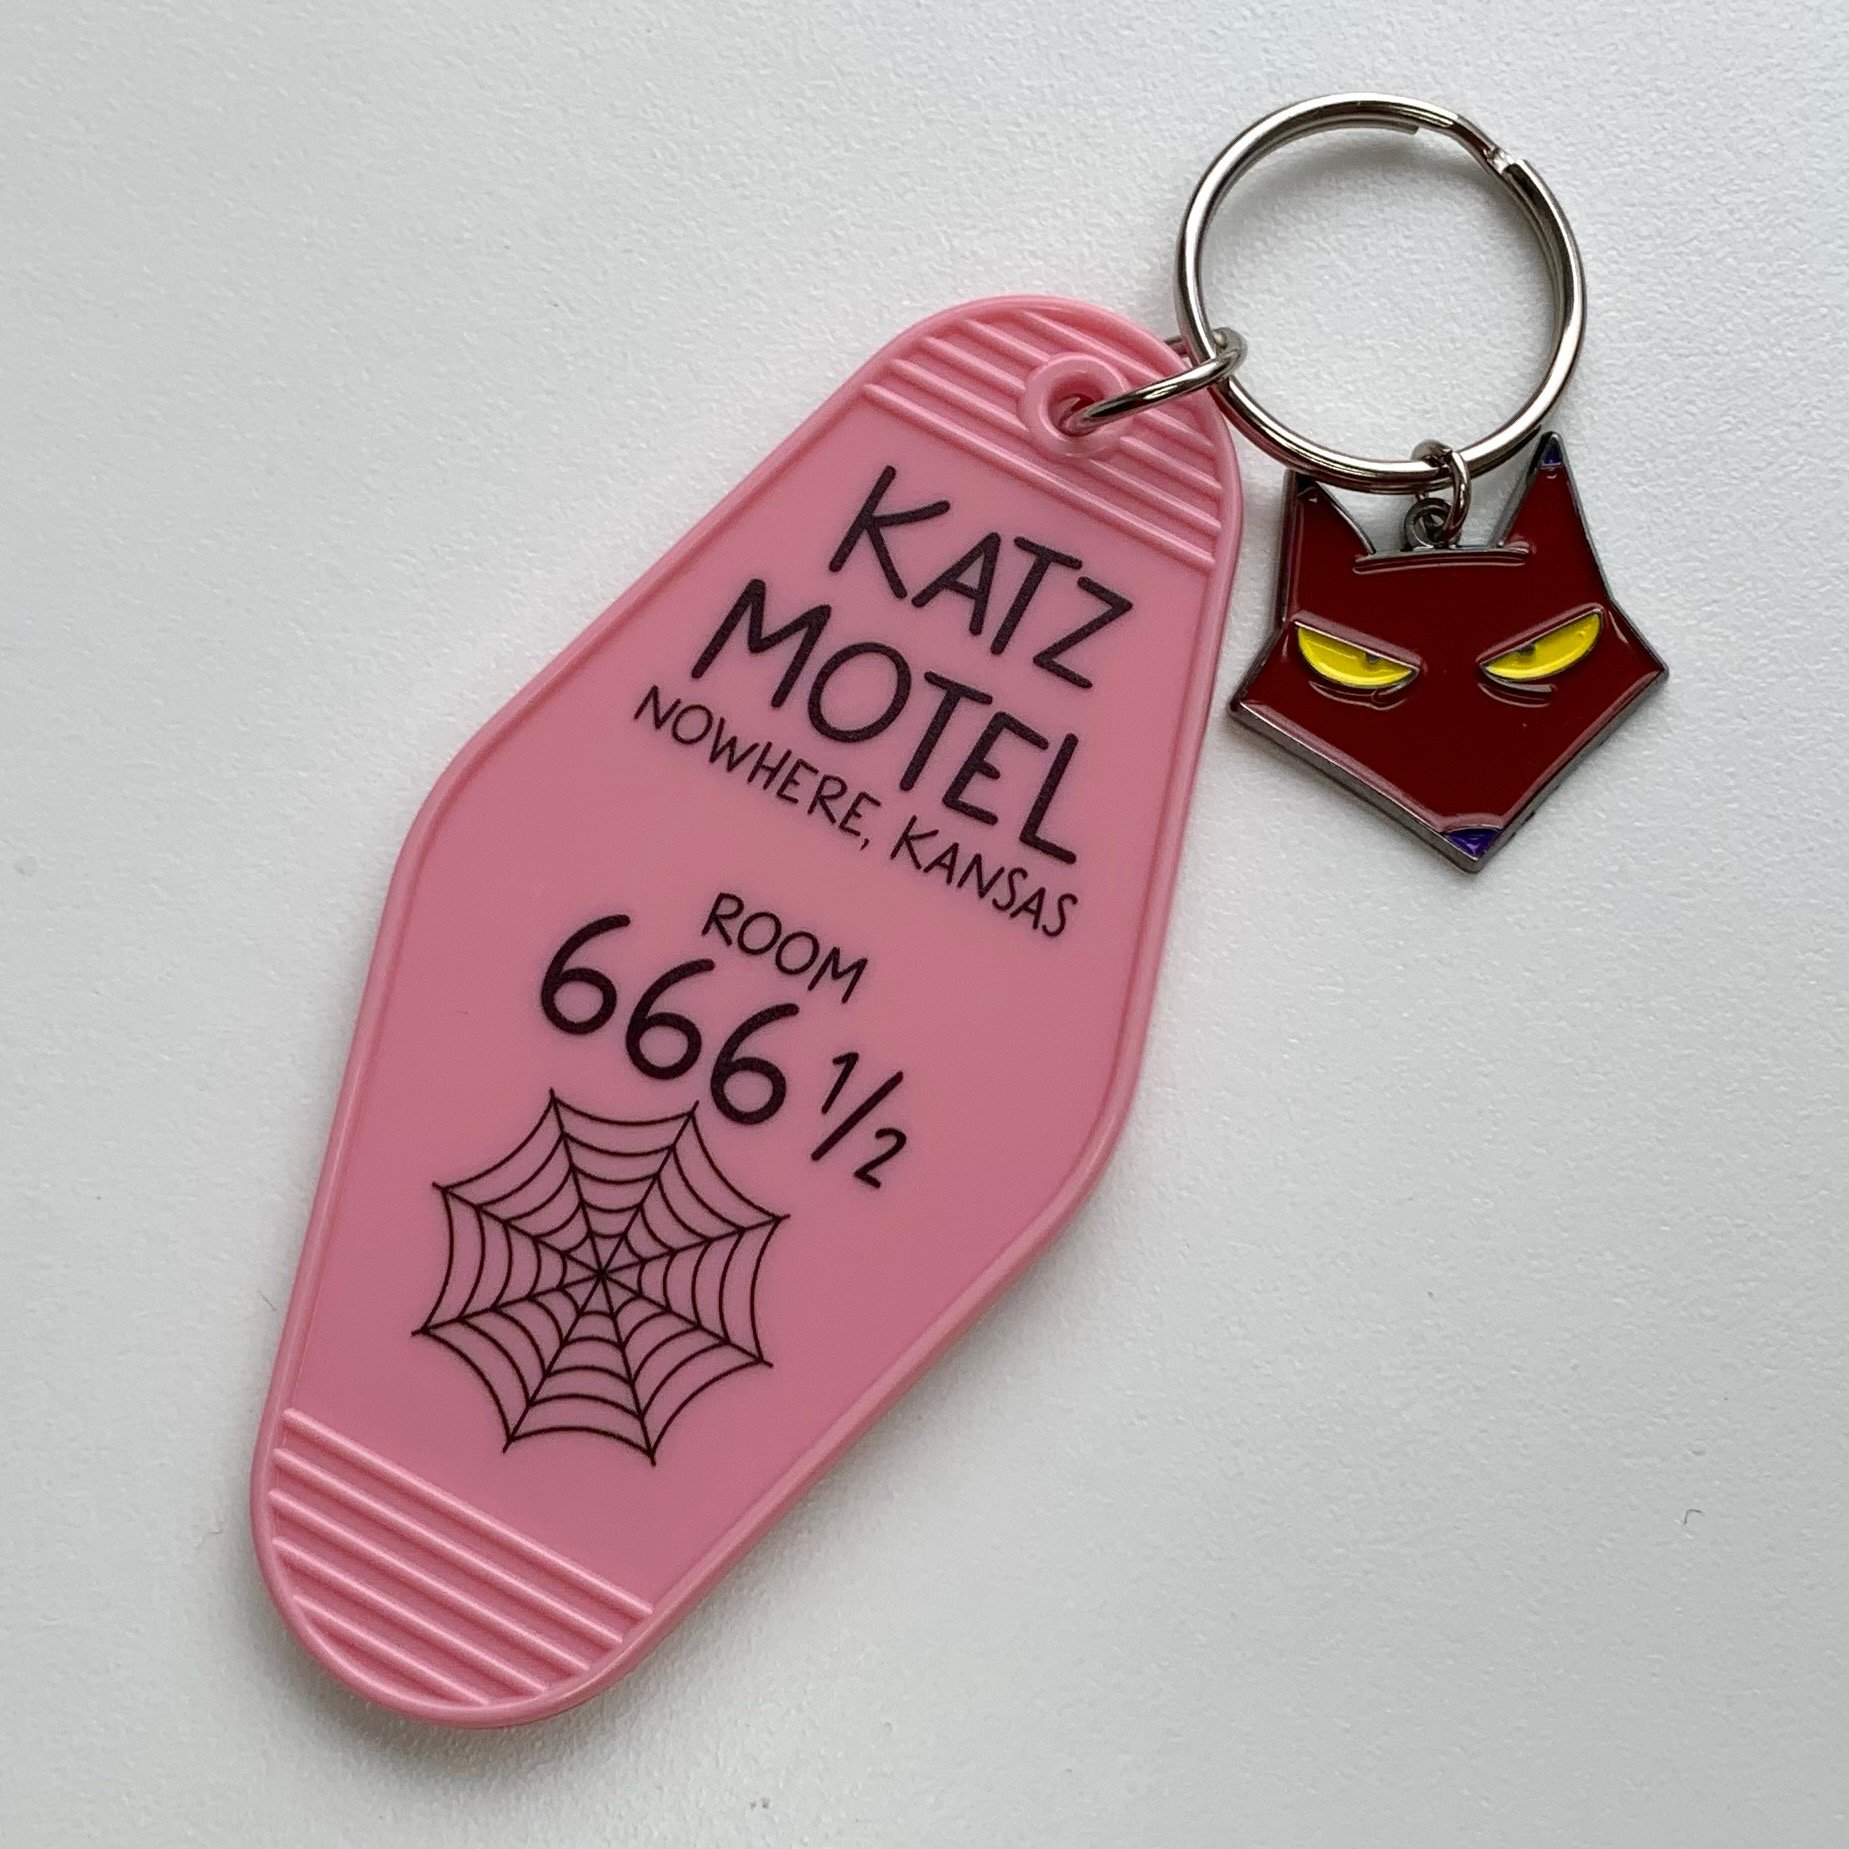 KATZ
MOTEL
NOWHERE, KANSAS
ROOM
666 1/2